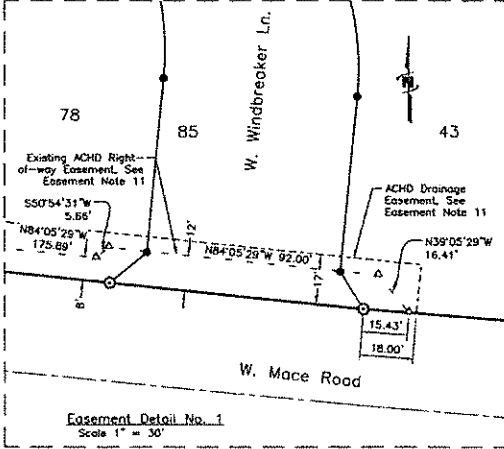 W. Windbreaker Ln.
N
78
85
43
Existing ACHD Right-
of-way Easement, See
Easement Note 11
ACHD Drainage
Easement, See
Easement Note 11
S50°54'31"W
5.66'
N84°05'29"W
175.89'
12'
N84°05'29"W 92.00'
N39°05'29"W
16.41'
8'
17'
15.43'
18.00'
W. Mace Road
Easement Detail No. 1
Scale 1" = 30'